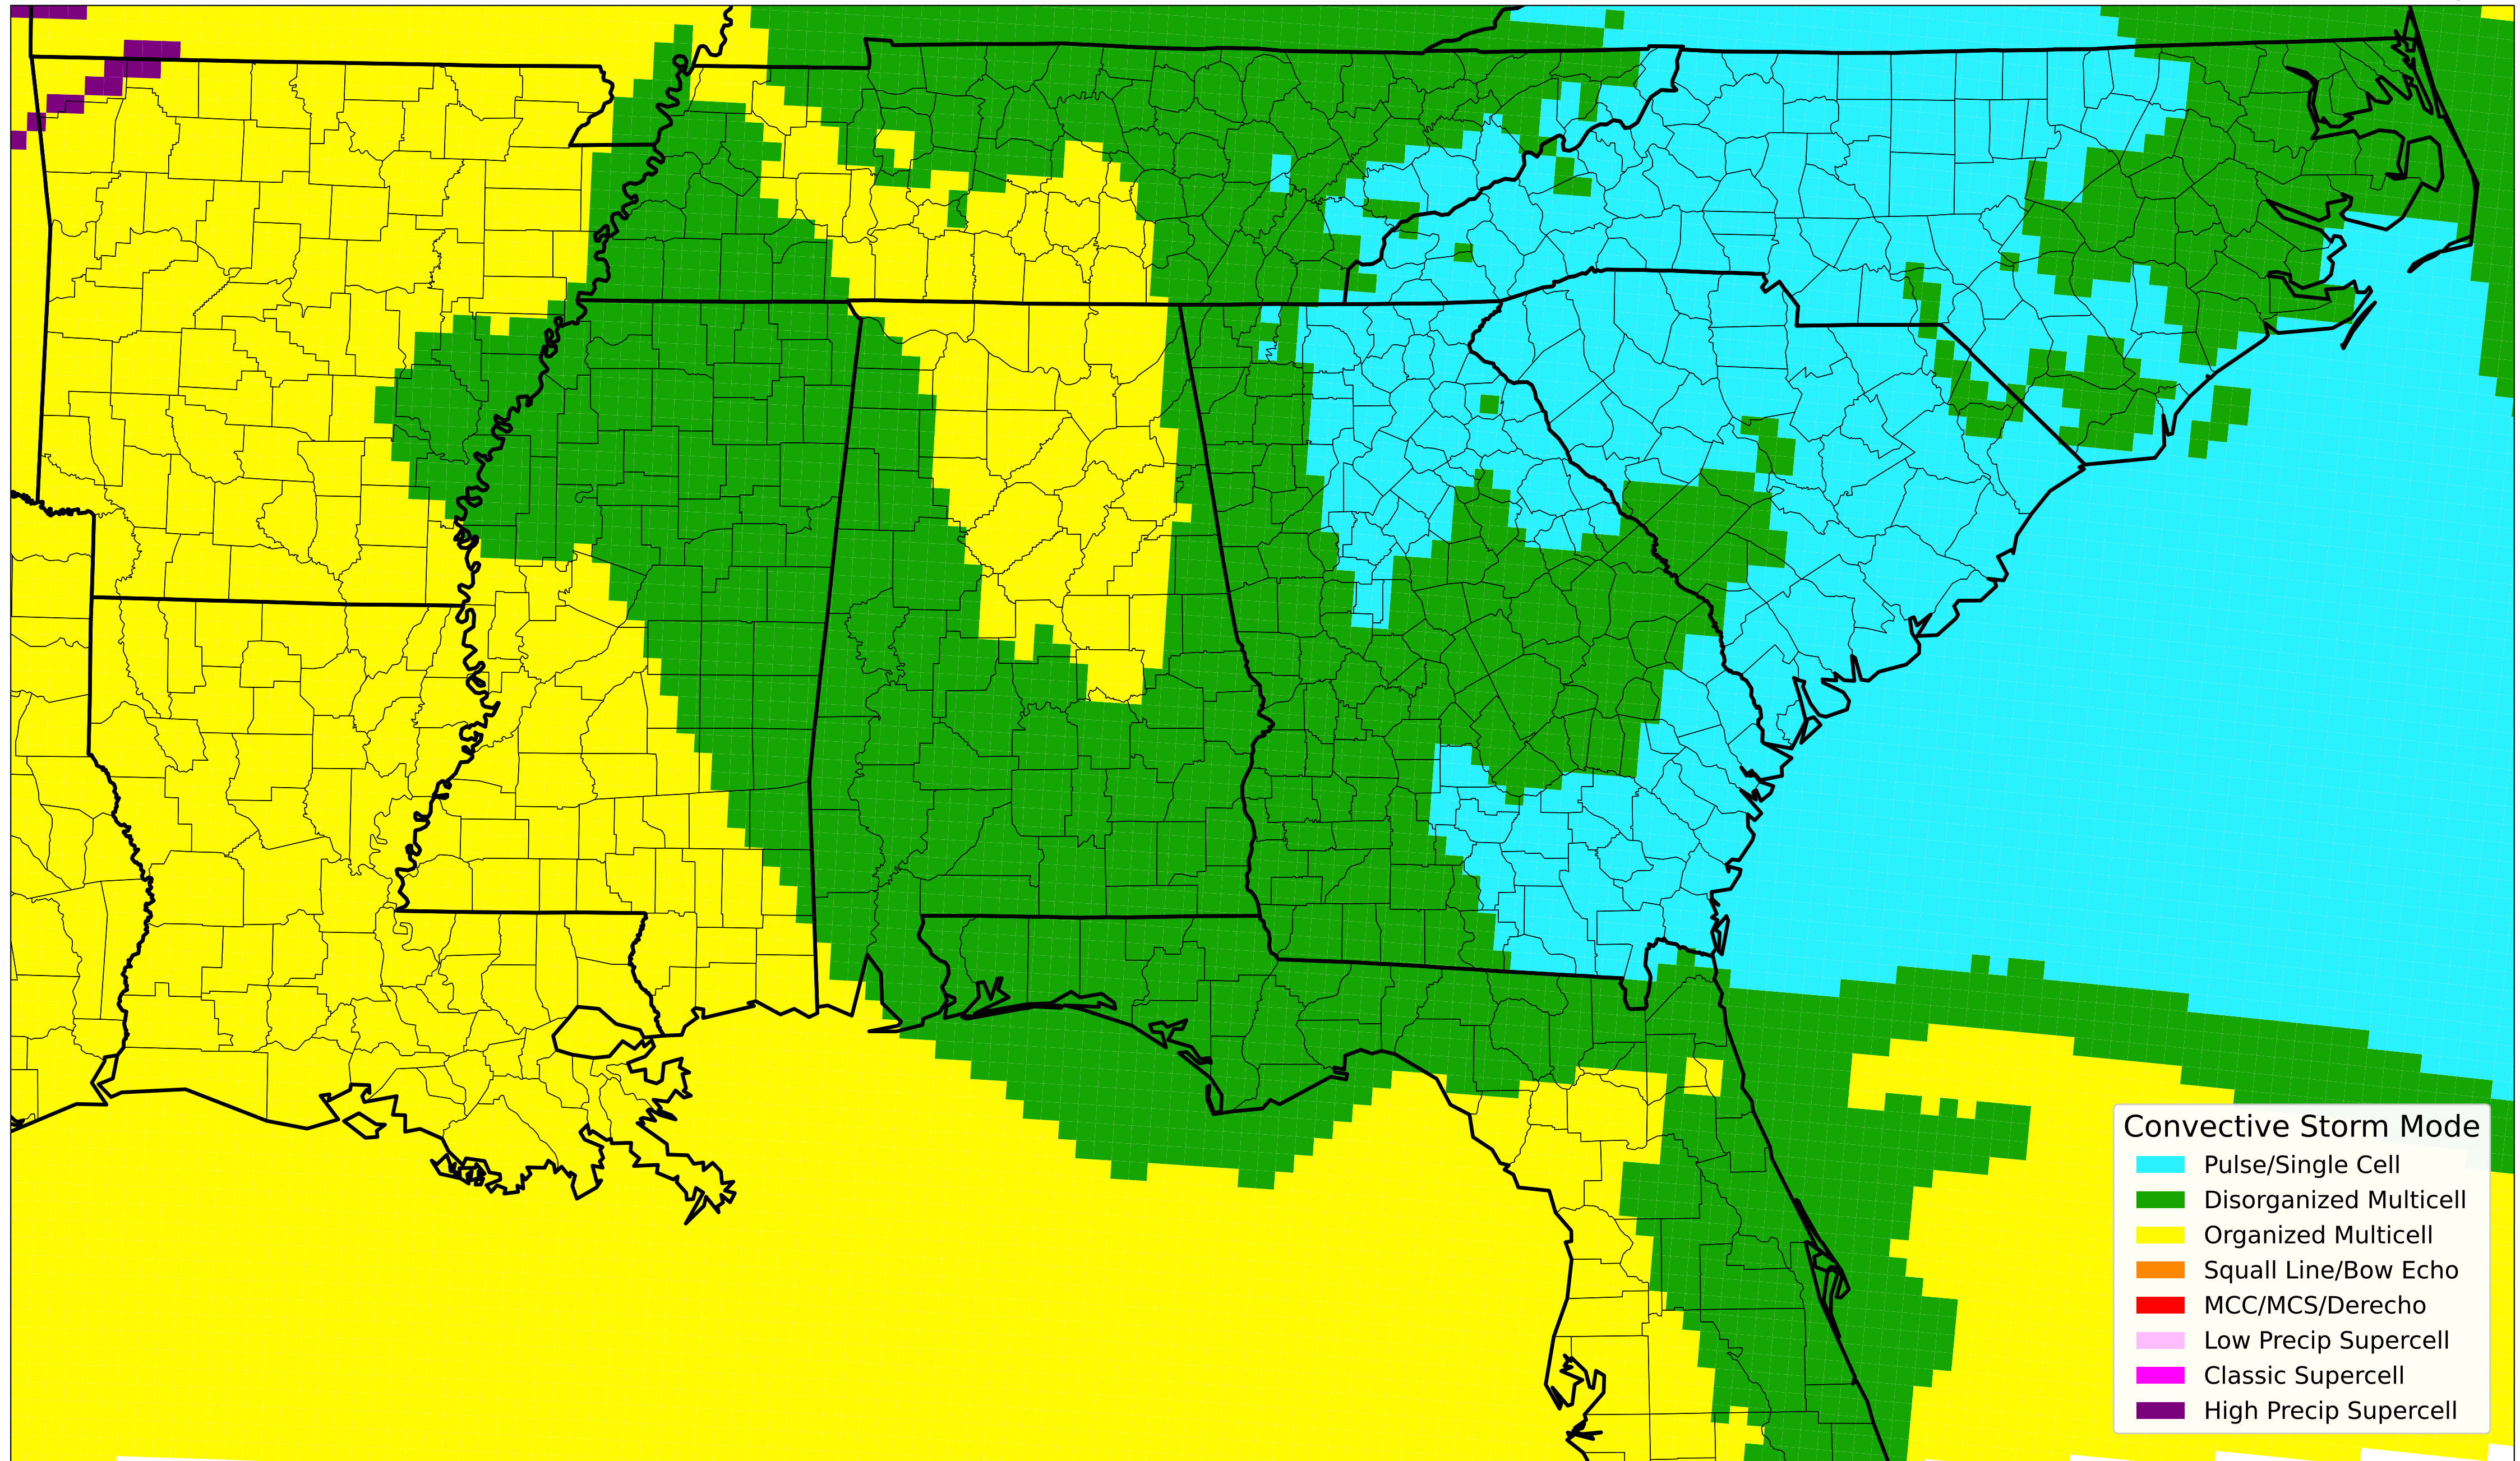 Convective Storm Mode
Pulse/Single Cell
Disorganized Multicell
Organized Multicell
Squall Line/Bow Echo
MCC/MCS/Derecho
Low Precip Supercell
Classic Supercell
High Precip Supercell